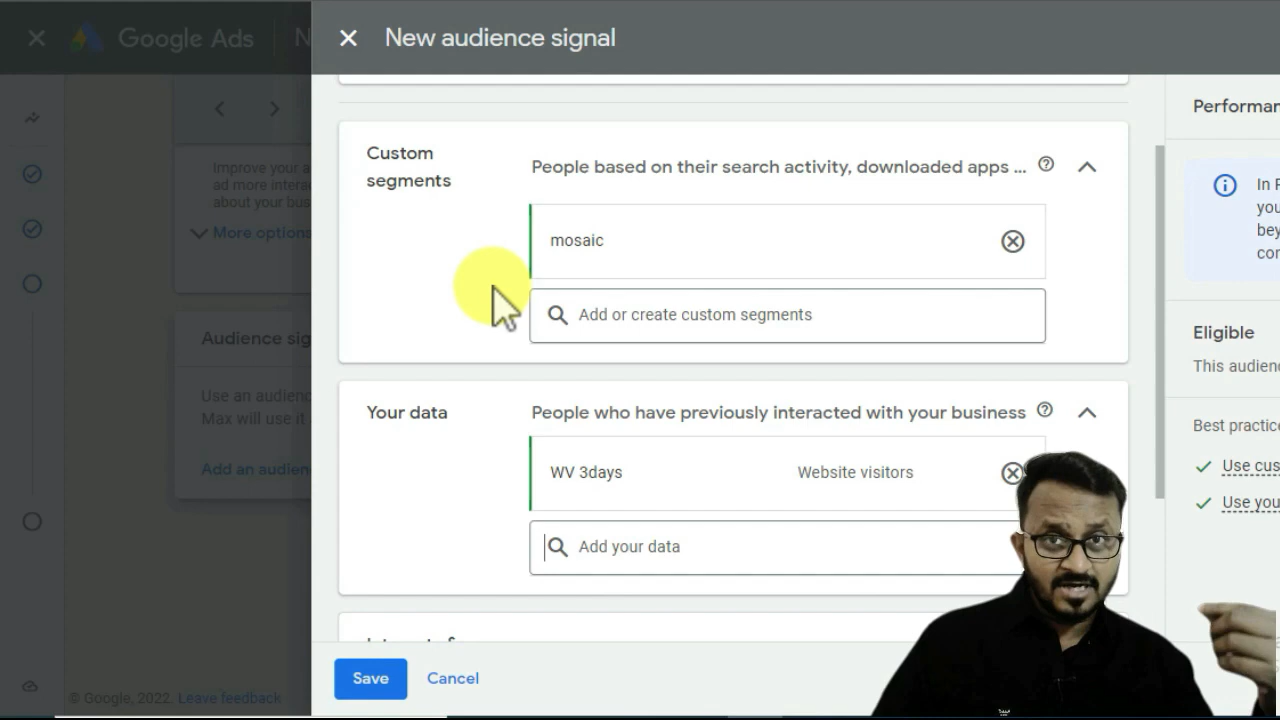 Google Ads
N
New audience signal
Custom
segments
People based on their search activity, downloaded apps ...
mosaic
Add or create custom segments
Your data
People who have previously interacted with your business
WV 3days
Website visitors
Add your data
Save
Cancel
Improve your a
ad more intera
about your bus
More options
Audience sig
Use an audienc
Max will use it
Add an audien
© Google, 2022. Leave feedback
Performan
In P
you
bey
cor
Eligible
This audien
Best practice
Use cus
Use you